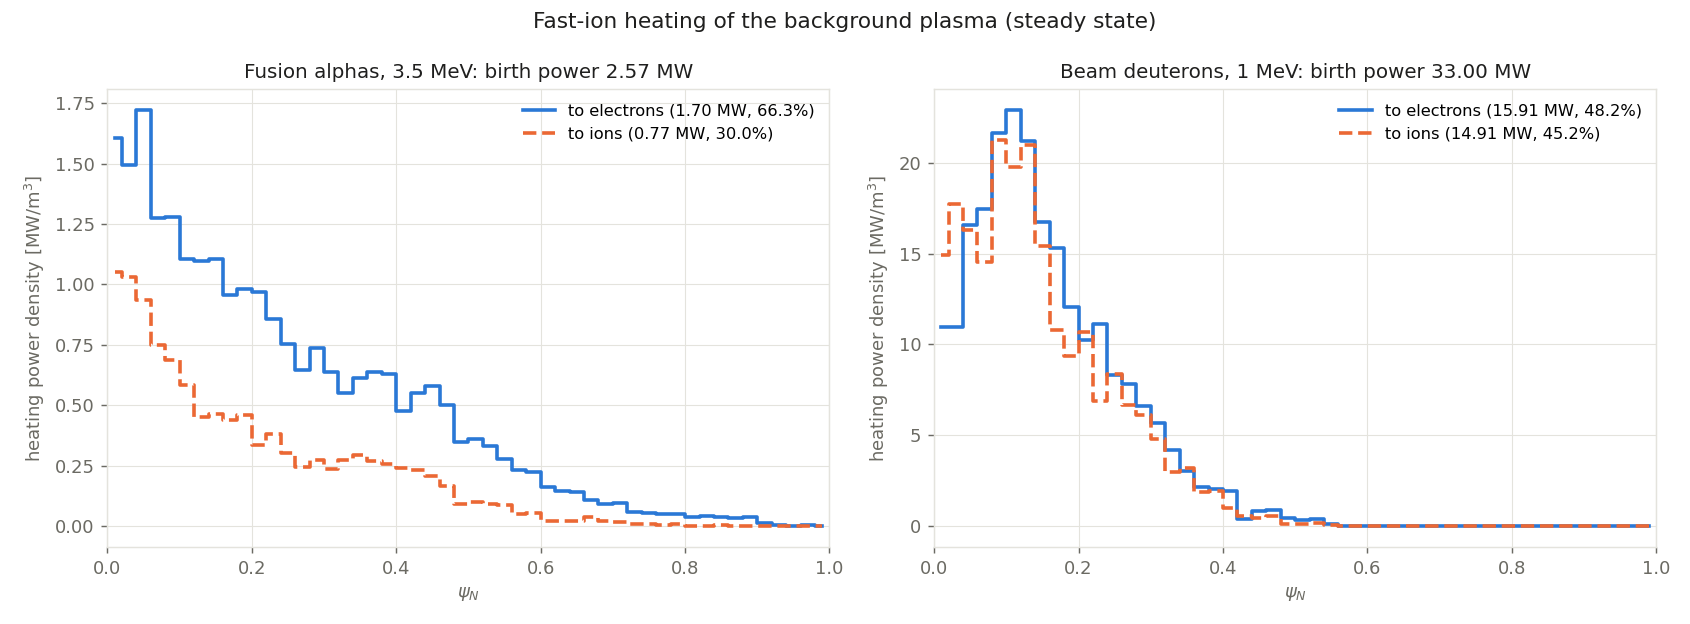 Fast-ion heating of the background plasma (steady state)
Fusion alphas, 3.5 MeV: birth power 2.57 MW
to electrons (1.70 MW, 66.3%)
to ions (0.77 MW, 30.0%)
heating power density [MW/m³]
1.75
1.50
1.25
1.00
0.75
0.50
0.25
0.00
0.0 0.2 0.4 0.6 0.8 1.0
ψ_N
Beam deuterons, 1 MeV: birth power 33.00 MW
to electrons (15.91 MW, 48.2%)
to ions (14.91 MW, 45.2%)
heating power density [MW/m³]
20
15
10
5
0
0.0 0.2 0.4 0.6 0.8 1.0
ψ_N